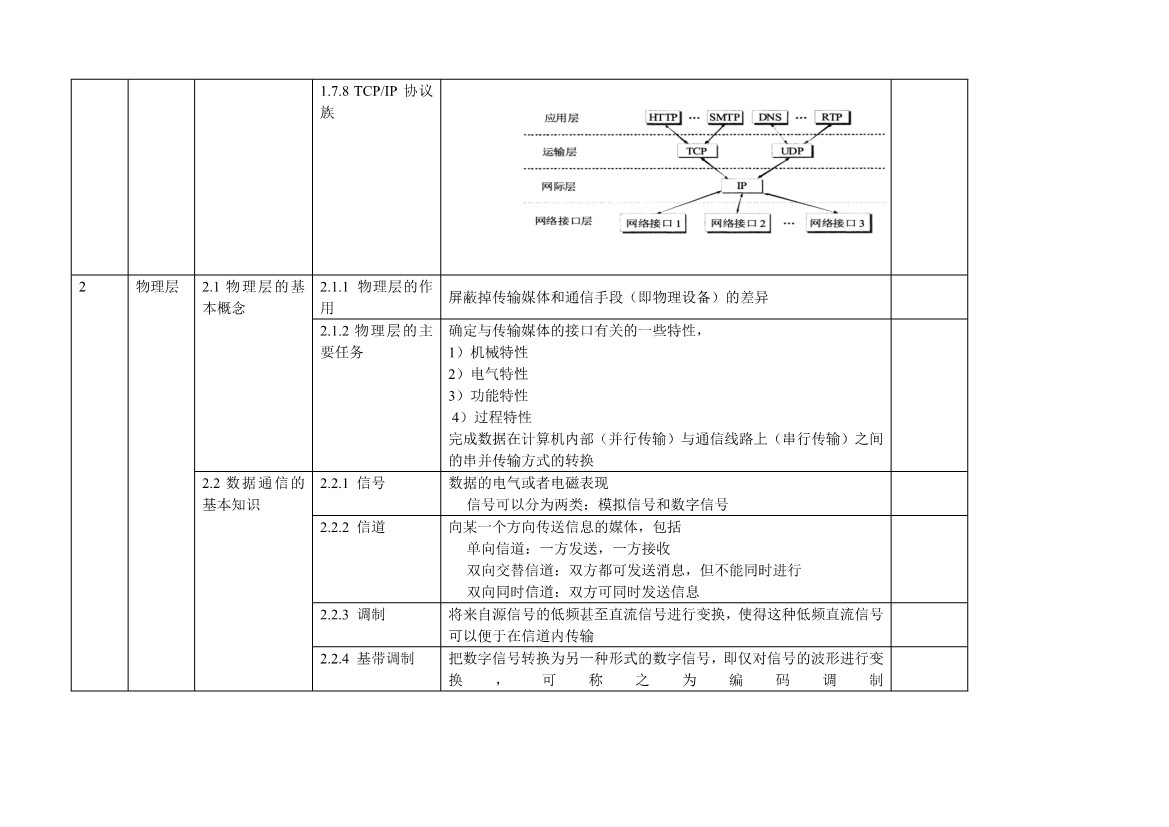 1.7.8 TCP/IP 协议
族
应用层 HTTP … SMTP DNS … RTP
运输层 TCP UDP
网际层 IP
网络接口层 网络接口 1 网络接口 2 … 网络接口 3
2 物理层 2.1 物理层的基
本概念
2.1.1 物理层的作
用
屏蔽掉传输媒体和通信手段（即物理设备）的差异
2.1.2 物理层的主
要任务
确定与传输媒体的接口有关的一些特性，
1）机械特性
2）电气特性
3）功能特性
4）过程特性
完成数据在计算机内部（并行传输）与通信线路上（串行传输）之间
的串并传输方式的转换
2.2 数据通信的
基本知识
2.2.1 信号
数据的电气或者电磁表现
信号可以分为两类：模拟信号和数字信号
2.2.2 信道
向某一个方向传送信息的媒体，包括
单向信道：一方发送，一方接收
双向交替信道：双方都可发送消息，但不能同时进行
双向同时信道：双方可同时发送信息
2.2.3 调制
将来自源信号的低频甚至直流信号进行变换，使得这种低频直流信号
可以便于在信道内传输
2.2.4 基带调制
把数字信号转换为另一种形式的数字信号，即仅对信号的波形进行变
换，可称之为编码调制